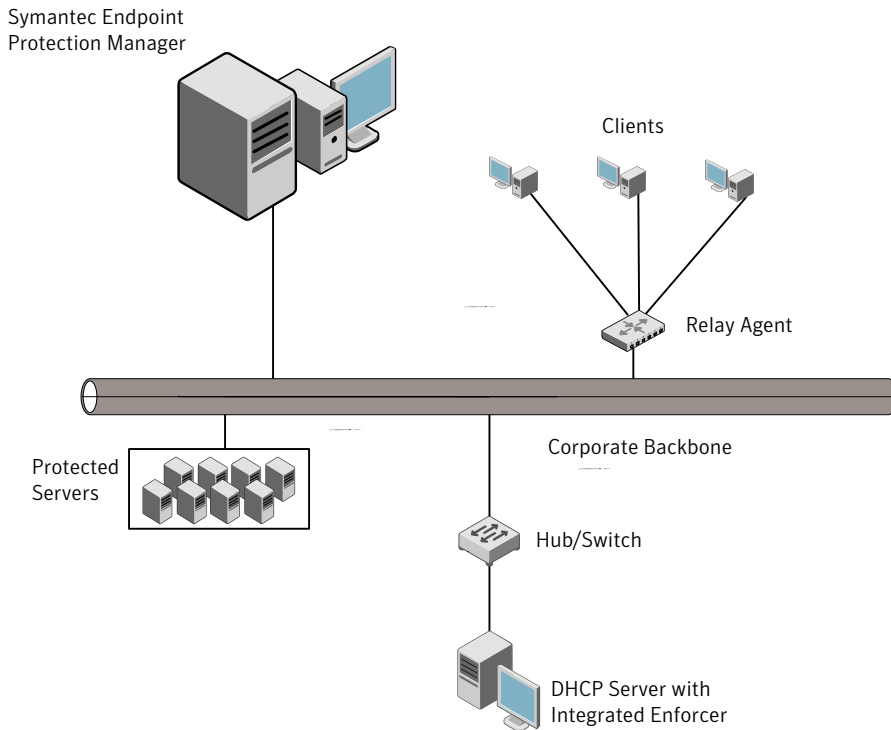 Symantec Endpoint
Protection Manager
Clients
Relay Agent
Corporate Backbone
Protected
Servers
Hub/Switch
DHCP Server with
Integrated Enforcer